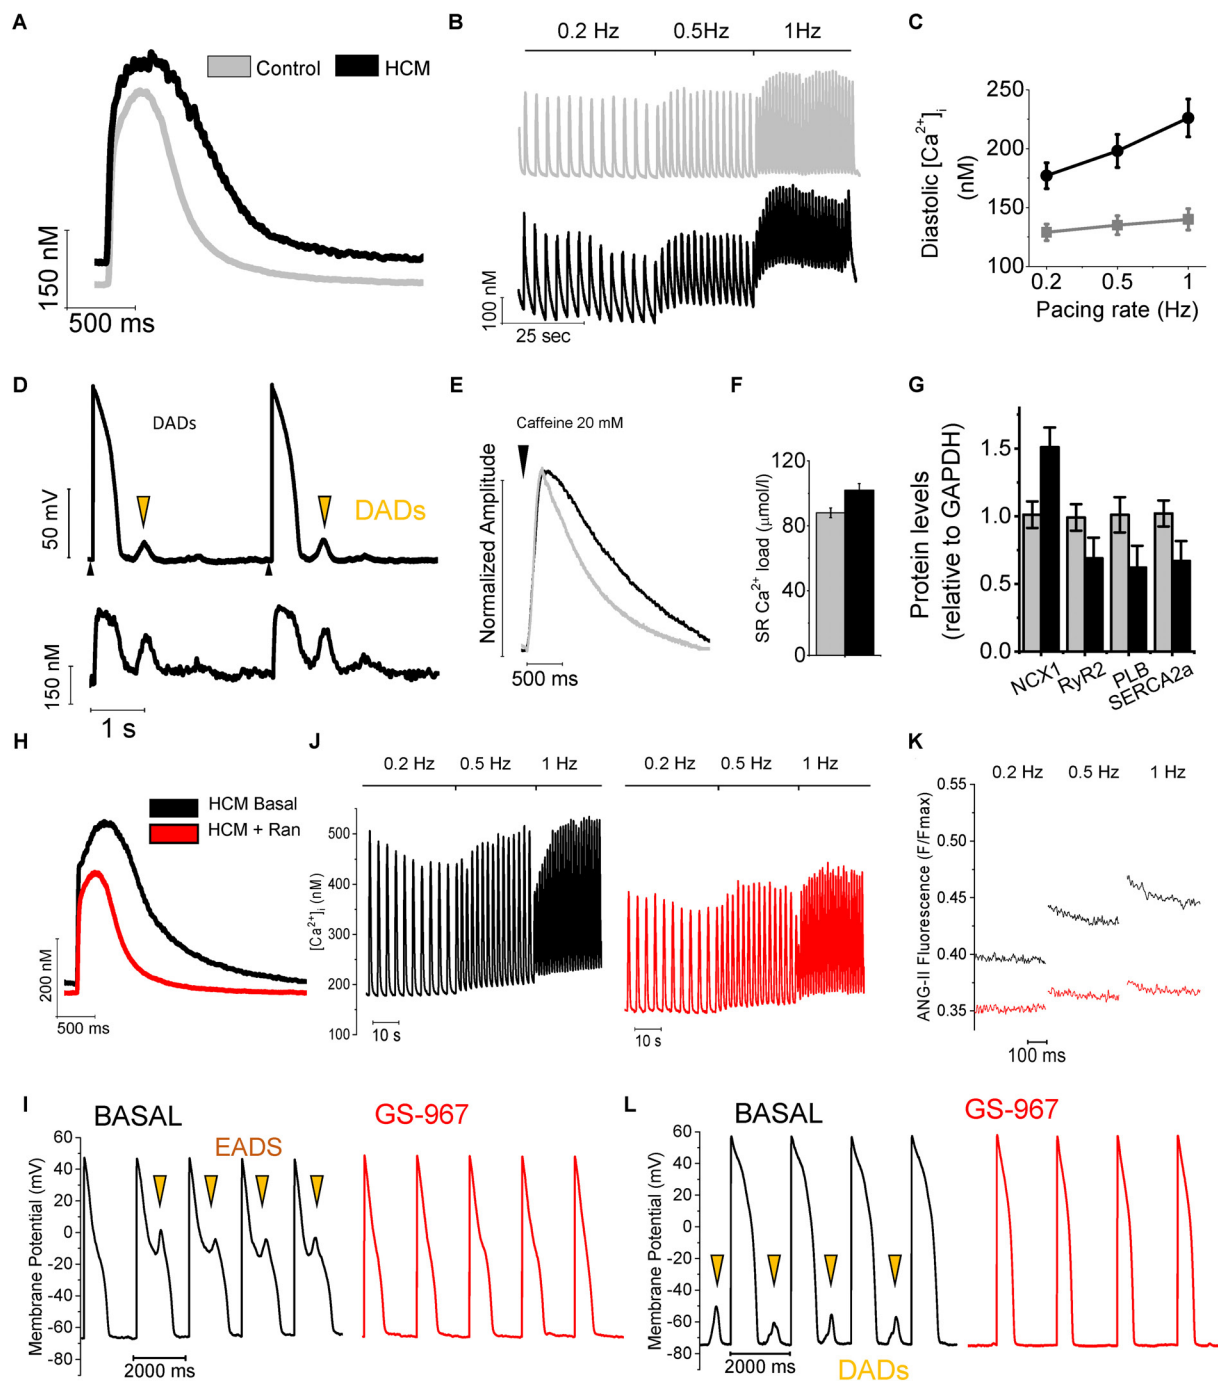 A
Control
HCM
150 nM
500 ms
B
0.2 Hz
0.5Hz
1Hz
100 nM
25 sec
C
Diastolic [Ca2+]i
(nM)
250
200
150
100
0.2
0.5
1
Pacing rate (Hz)
D
DADs
DADs
50 mV
150 nM
1 s
E
Caffeine 20 mM
Normalized Amplitude
500 ms
F
SR Ca2+ load (μmol/l)
120
80
40
0
G
Protein levels
(relative to GAPDH)
1.5
1.0
0.5
0.0
NCX1
RyR2
PLB
SERCA2a
H
HCM Basal
HCM + Ran
200 nM
500 ms
J
0.2 Hz
0.5 Hz
1 Hz
0.2 Hz
0.5 Hz
1 Hz
[Ca2+]i (nM)
500
400
300
200
100
10 s
10 s
K
0.2 Hz
0.5 Hz
1 Hz
ANG-II Fluorescence (F/Fmax)
0.55
0.50
0.45
0.40
0.35
100 ms
I
BASAL
GS-967
EADS
Membrane Potential (mV)
60
40
20
0
-20
-40
-60
-80
2000 ms
L
BASAL
GS-967
Membrane Potential (mV)
60
40
20
0
-20
-40
-60
-80
2000 ms
DADs